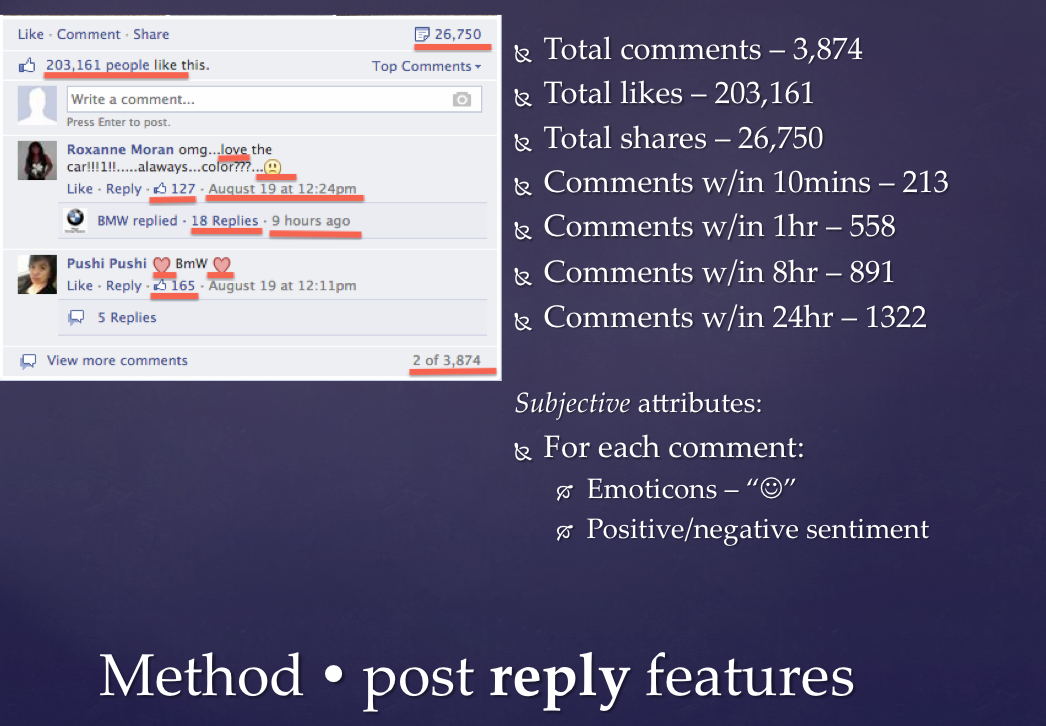 Like · Comment · Share 26,750
203,161 people like this. Top Comments
Write a comment...
Press Enter to post.
Roxanne Moran omg...love the
car!!!1!!.....alaways...color???...
Like · Reply · 127 · August 19 at 12:24pm
BMW replied · 18 Replies · 9 hours ago
Pushi Pushi BmW
Like · Reply · 165 · August 19 at 12:11pm
5 Replies
View more comments 2 of 3,874
Total comments – 3,874
Total likes – 203,161
Total shares – 26,750
Comments w/in 10mins – 213
Comments w/in 1hr – 558
Comments w/in 8hr – 891
Comments w/in 24hr – 1322
Subjective attributes:
For each comment:
Emoticons – “☺”
Positive/negative sentiment
Method • post reply features